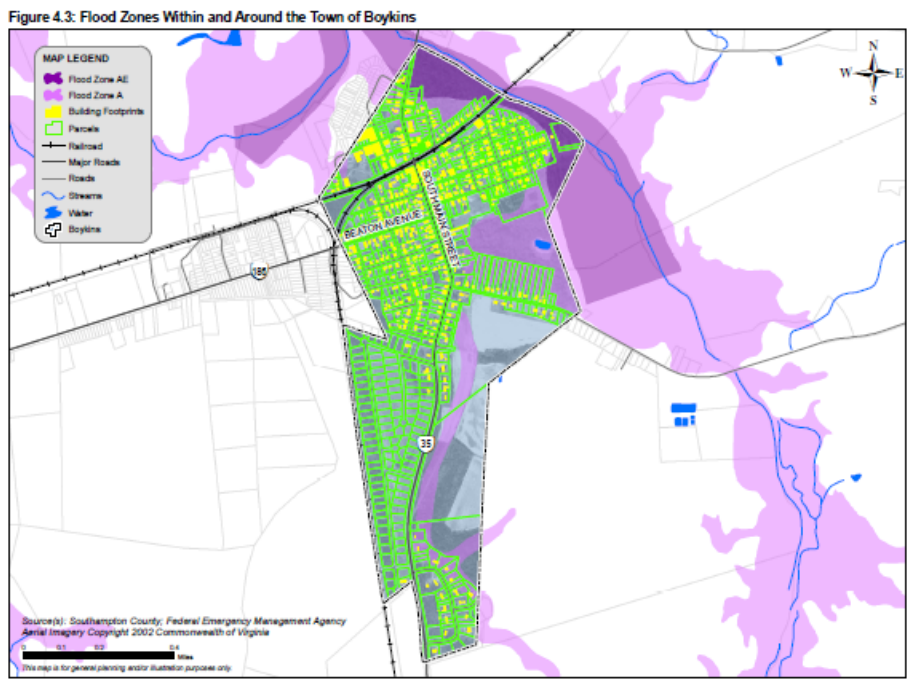 Figure 4.3: Flood Zones Within and Around the Town of Boykins
MAP LEGEND
Flood Zone AE
Flood Zone A
Building Footprints
Parcels
Railroad
Major Roads
Roads
Streams
Water
Boykins
N
W E
S
SOUTH MAIN STREET
BEATON AVENUE
186
35
Source(s): Southampton County; Federal Emergency Management Agency
Aerial Imagery Copyright 2002 Commonwealth of Virginia
0 0.1 0.2 0.4
Miles
This map is for general planning and/or illustration purposes only.